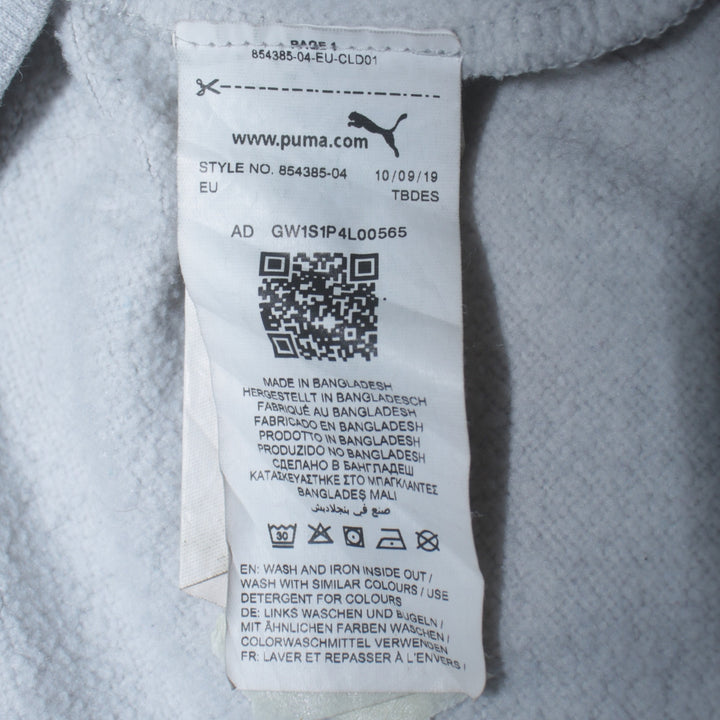 PAGE 1
854385-04-EU-CLD01
www.puma.com
STYLE NO. 854385-04 10/09/19
EU TBDES
AD GW1S1P4L00565
MADE IN BANGLADESH
HERGESTELLT IN BANGLADESCH
FABRIQUÉ AU BANGLADESH
FABRICADO EN BANGLADESH
PRODOTTO IN BANGLADESH
PRODUZIDO NO BANGLADESH
СДЕЛАНО В БАНГЛАДЕШ
ΚΑΤΑΣΚΕΥΑΣΤΗΚΕ ΣΤΟ ΜΠΑΓΚΛΑΝΤΕΣ
BANGLADEŞ MALI
صنع في بنجلاديش
30
EN: WASH AND IRON INSIDE OUT /
WASH WITH SIMILAR COLOURS / USE
DETERGENT FOR COLOURS
DE: LINKS WASCHEN UND BÜGELN /
MIT ÄHNLICHEN FARBEN WASCHEN /
COLORWASCHMITTEL VERWENDEN
FR: LAVER ET REPASSER À L'ENVERS /